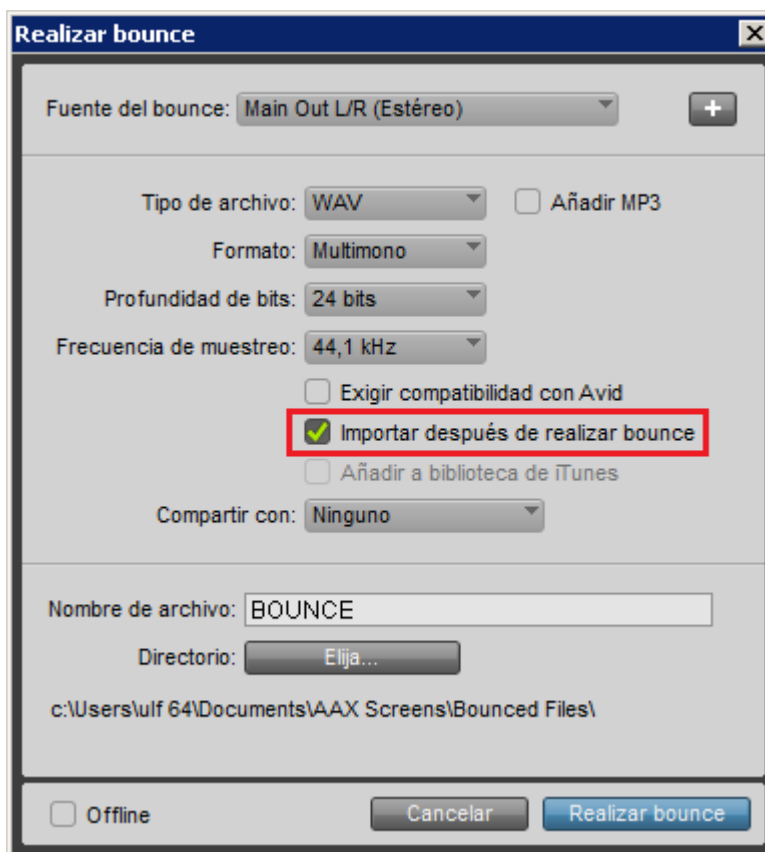 Realizar bounce
Fuente del bounce: Main Out L/R (Estéreo) +
Tipo de archivo: WAV Añadir MP3
Formato: Multimono
Profundidad de bits: 24 bits
Frecuencia de muestreo: 44,1 kHz
Exigir compatibilidad con Avid
Importar después de realizar bounce
Añadir a biblioteca de iTunes
Compartir con: Ninguno
Nombre de archivo: BOUNCE
Directorio: Elija...
c:\Users\ulf 64\Documents\AAX Screens\Bounced Files\
Offline Cancelar Realizar bounce